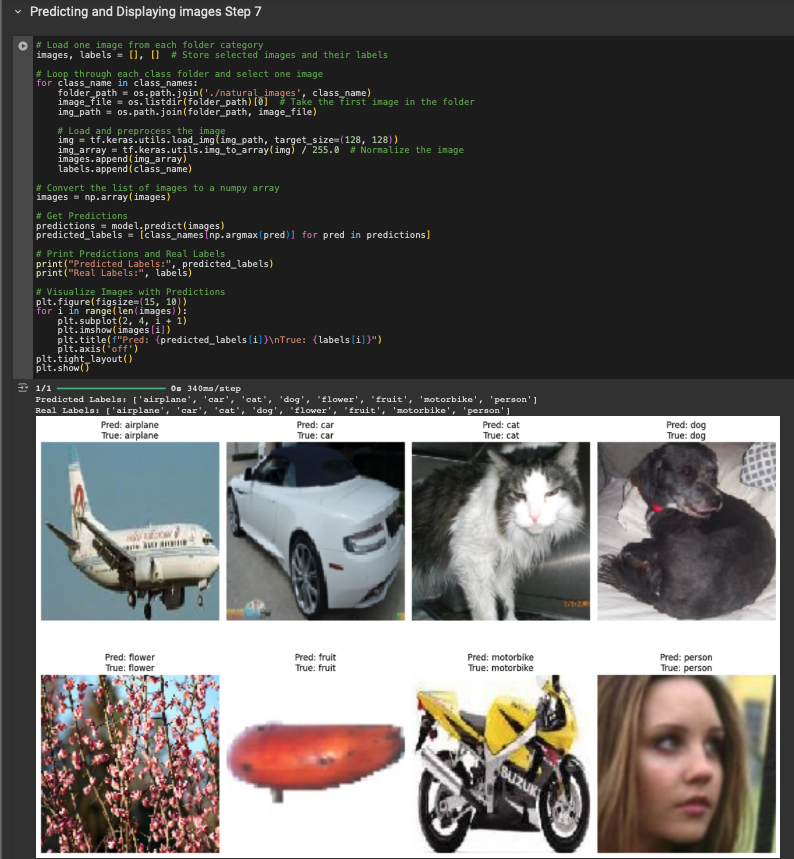 Predicting and Displaying images Step 7
# Load one image from each folder category
images, labels = [], []  # Store selected images and their labels
# Loop through each class folder and select one image
for class_name in class_names:
    folder_path = os.path.join('./natural_images', class_name)
    image_file = os.listdir(folder_path)[0]  # Take the first image in the folder
    img_path = os.path.join(folder_path, image_file)
    # Load and preprocess the image
    img = tf.keras.utils.load_img(img_path, target_size=(128, 128))
    img_array = tf.keras.utils.img_to_array(img) / 255.0  # Normalize the image
    images.append(img_array)
    labels.append(class_name)
# Convert the list of images to a numpy array
images = np.array(images)
# Get Predictions
predictions = model.predict(images)
predicted_labels = [class_names[np.argmax(pred)] for pred in predictions]
# Print Predictions and Real Labels
print("Predicted Labels:", predicted_labels)
print("Real Labels:", labels)
# Visualize Images with Predictions
plt.figure(figsize=(15, 10))
for i in range(len(images)):
    plt.subplot(2, 4, i + 1)
    plt.imshow(images[i])
    plt.title(f"Pred: {predicted_labels[i]}\nTrue: {labels[i]}")
    plt.axis('off')
plt.tight_layout()
plt.show()
1/1 0s 340ms/step
Predicted Labels: ['airplane', 'car', 'cat', 'dog', 'flower', 'fruit', 'motorbike', 'person']
Real Labels: ['airplane', 'car', 'cat', 'dog', 'flower', 'fruit', 'motorbike', 'person']
Pred: airplane
True: airplane
Pred: car
True: car
Pred: cat
True: cat
Pred: dog
True: dog
Pred: flower
True: flower
Pred: fruit
True: fruit
Pred: motorbike
True: motorbike
SUZUKI
Pred: person
True: person